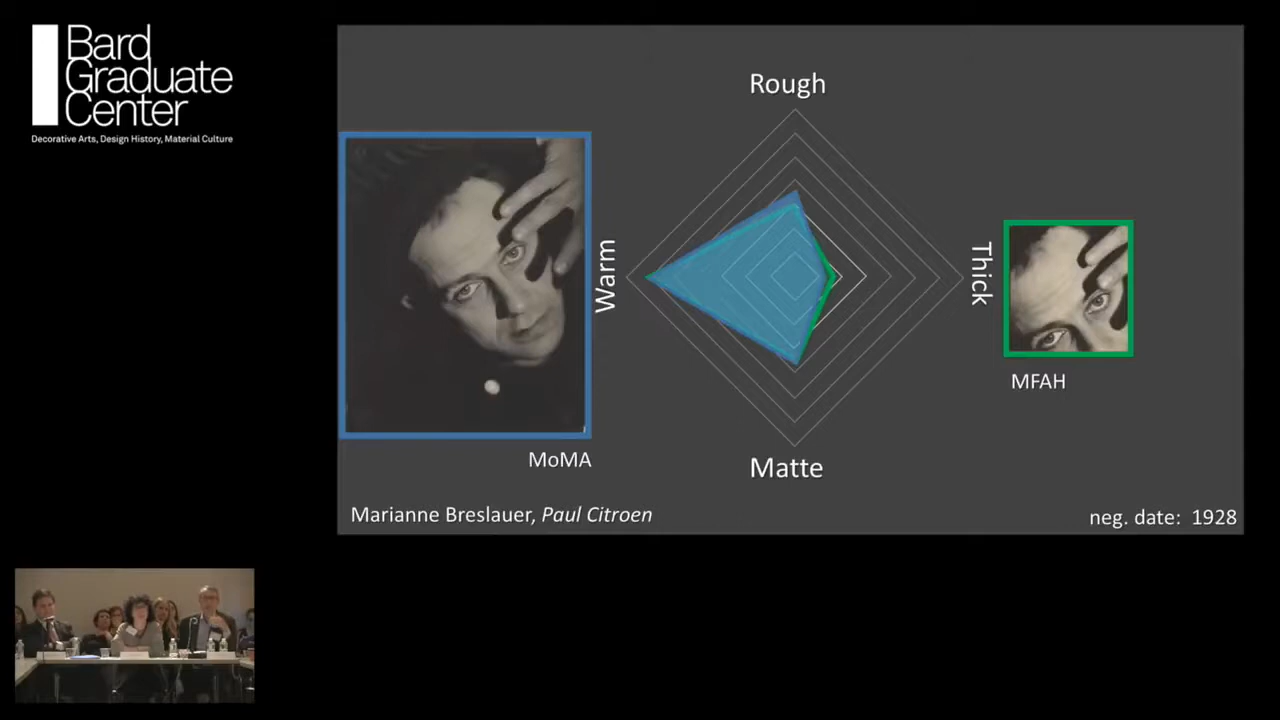 Bard
Graduate
Center
Decorative Arts, Design History, Material Culture
Rough
Warm
Thick
Matte
MoMA
MFAH
Marianne Breslauer, Paul Citroen
neg. date: 1928